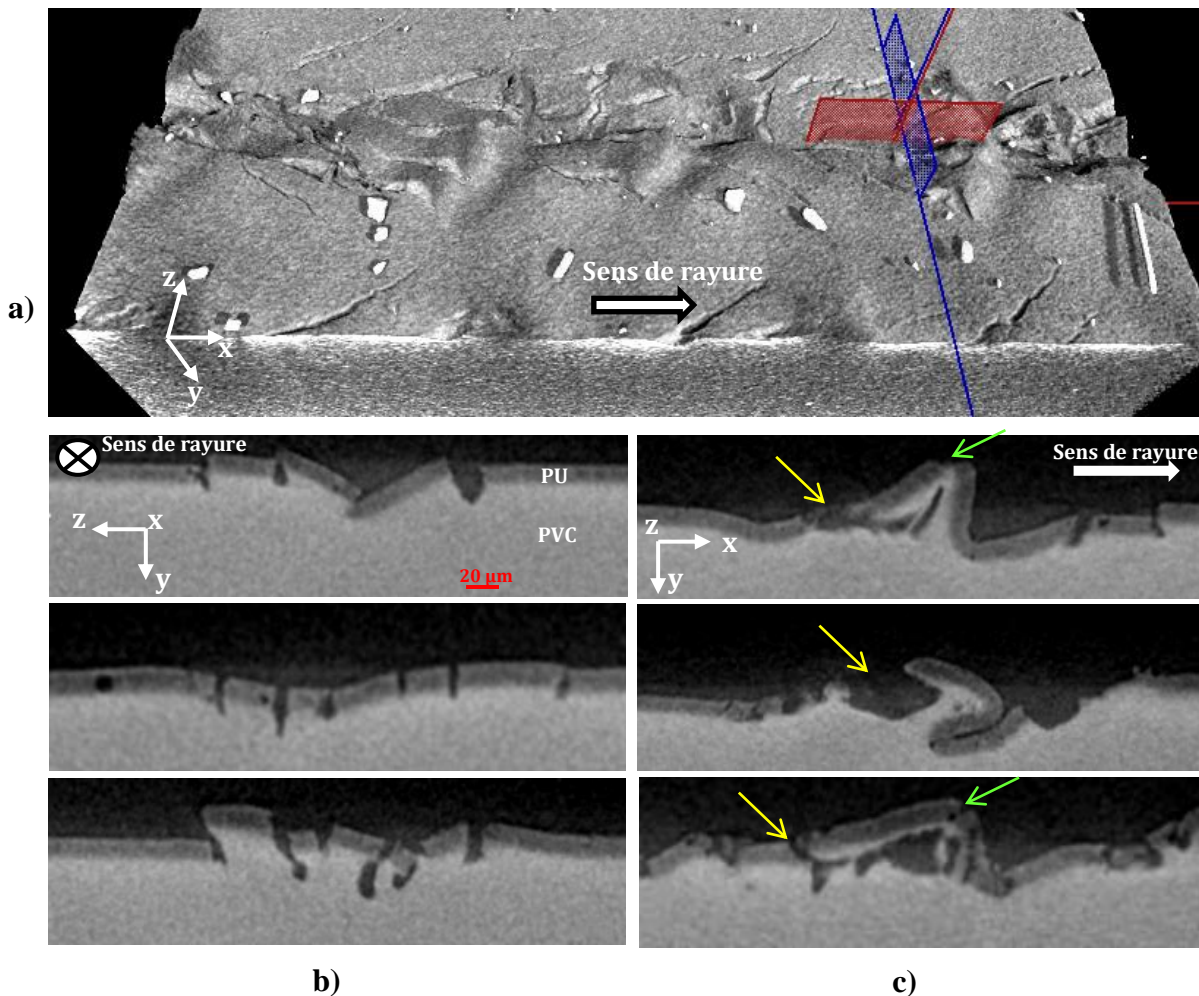 a)
Sens de rayure
z
x
y
Sens de rayure
PU
z
x
PVC
y
20 µm
Sens de rayure
z
x
y
b)
c)